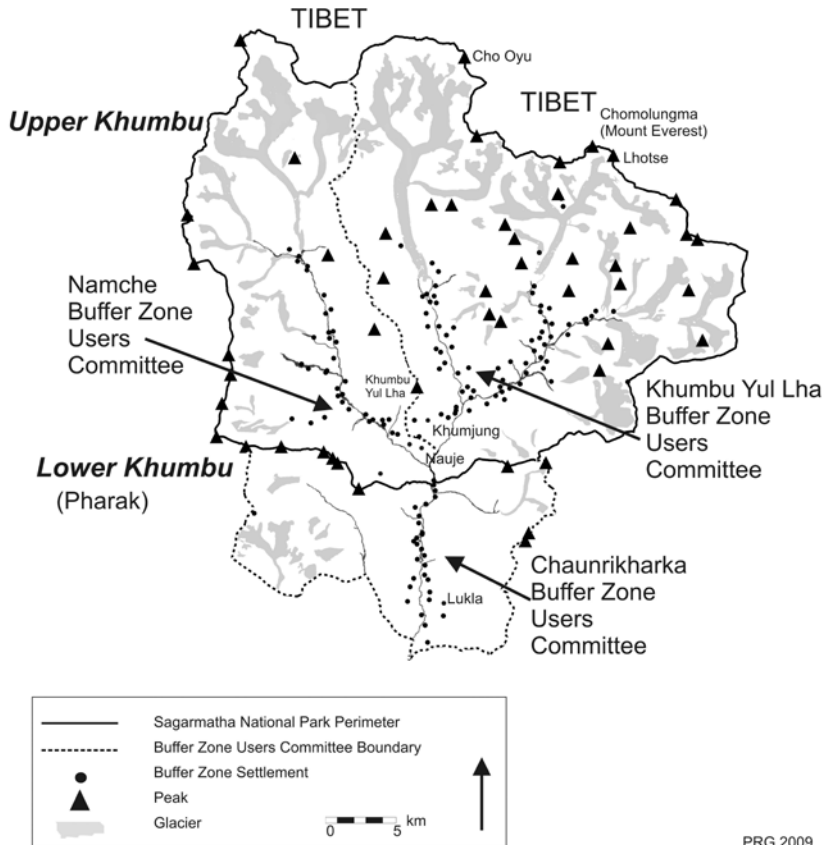 TIBET
Cho Oyu
TIBET
Chomolungma
(Mount Everest)
Lhotse
Upper Khumbu
Namche
Buffer Zone
Users
Committee
Khumbu
Yul Lha
Khumjung
Nauje
Khumbu Yul Lha
Buffer Zone
Users
Committee
Lower Khumbu
(Pharak)
Lukla
Chaunrikharka
Buffer Zone
Users
Committee
Sagarmatha National Park Perimeter
Buffer Zone Users Committee Boundary
Buffer Zone Settlement
Peak
Glacier
0 5 km
PRG 2009